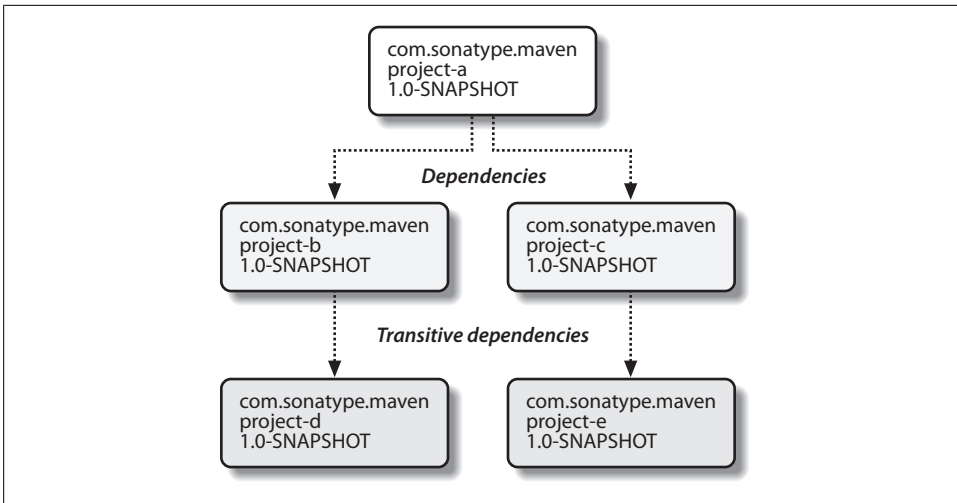 com.sonatype.maven
project-a
1.0-SNAPSHOT
Dependencies
com.sonatype.maven
project-b
1.0-SNAPSHOT
com.sonatype.maven
project-c
1.0-SNAPSHOT
Transitive dependencies
com.sonatype.maven
project-d
1.0-SNAPSHOT
com.sonatype.maven
project-e
1.0-SNAPSHOT